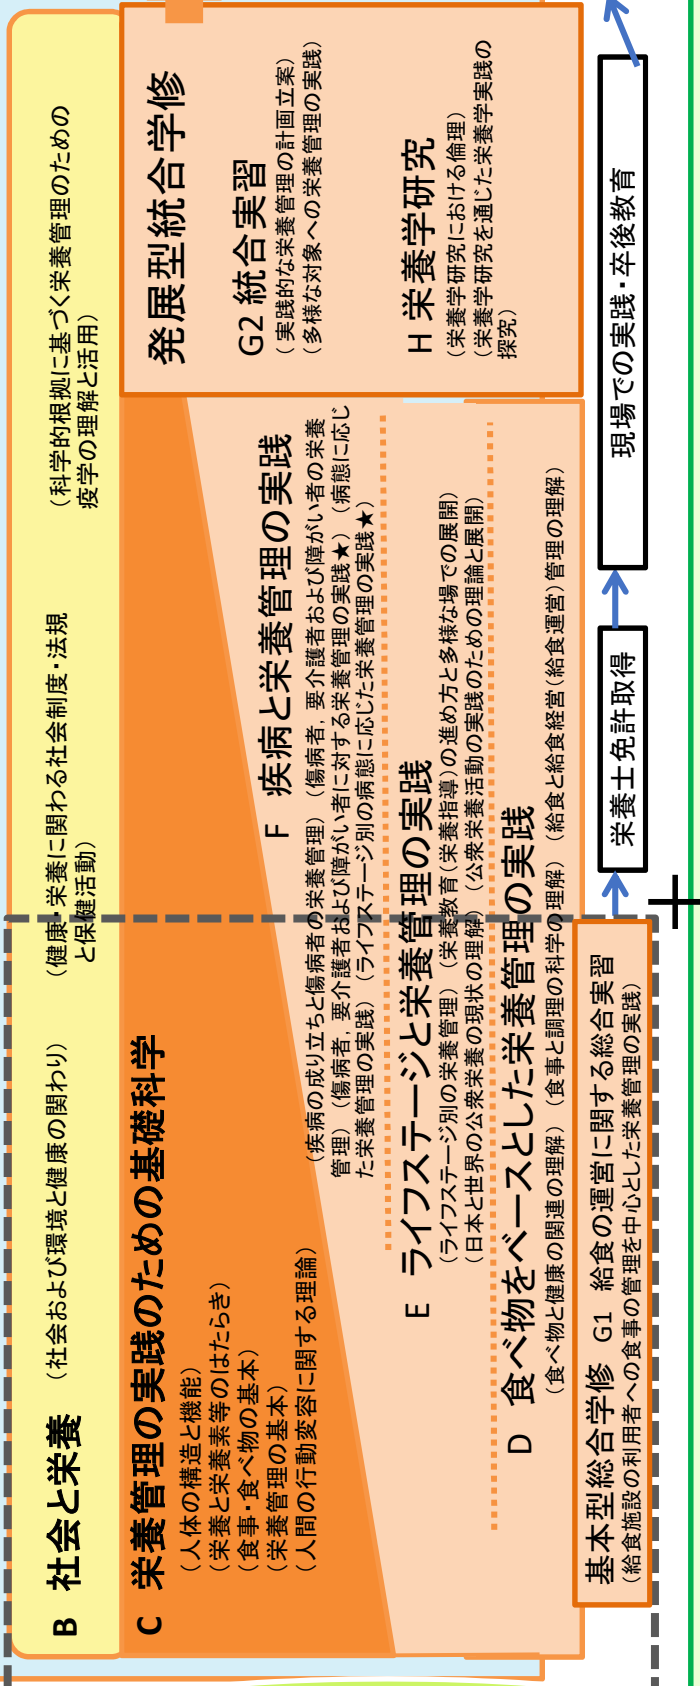 B 社会と栄養 （社会および環境と健康の関わり）
（健康・栄養に関わる社会制度・法規
と保健活動）
（科学的根拠に基づく栄養管理のための
疫学の理解と活用）
C 栄養管理の実践のための基礎科学
（人体の構造と機能）
（栄養と栄養素等のはたらき）
（食事・食べ物の基本）
（栄養管理の基本）
（人間の行動変容に関する理論）
F 疾病と栄養管理の実践
（疾病の成り立ちと傷病者の栄養管理）（傷病者，要介護者および障がい者の栄養
管理）（傷病者，要介護者および障がい者に対する栄養管理の実践★）（病態に応じ
た栄養管理の実践）（ライフステージ別の病態に応じた栄養管理の実践★）
E ライフステージと栄養管理の実践
（ライフステージ別の栄養管理）（栄養教育（栄養指導）の進め方と多様な場での展開）
（日本と世界の公衆栄養の現状の理解）（公衆栄養活動の実践のための理論と展開）
D 食べ物をベースとした栄養管理の実践
（食べ物と健康の関連の理解）（食事と調理の科学の理解）（給食と給食経営（給食運営）管理の理解）
発展型統合学修
G2 統合実習
（実践的な栄養管理の計画立案）
（多様な対象への栄養管理の実践）
H 栄養学研究
（栄養学研究における倫理）
（栄養学研究を通じた栄養学実践の
探究）
基本型総合学修 G1 給食の運営に関する総合実習
（給食施設の利用者への食事の管理を中心とした栄養管理の実践）
栄養士免許取得
現場での実践・卒後教育
＋